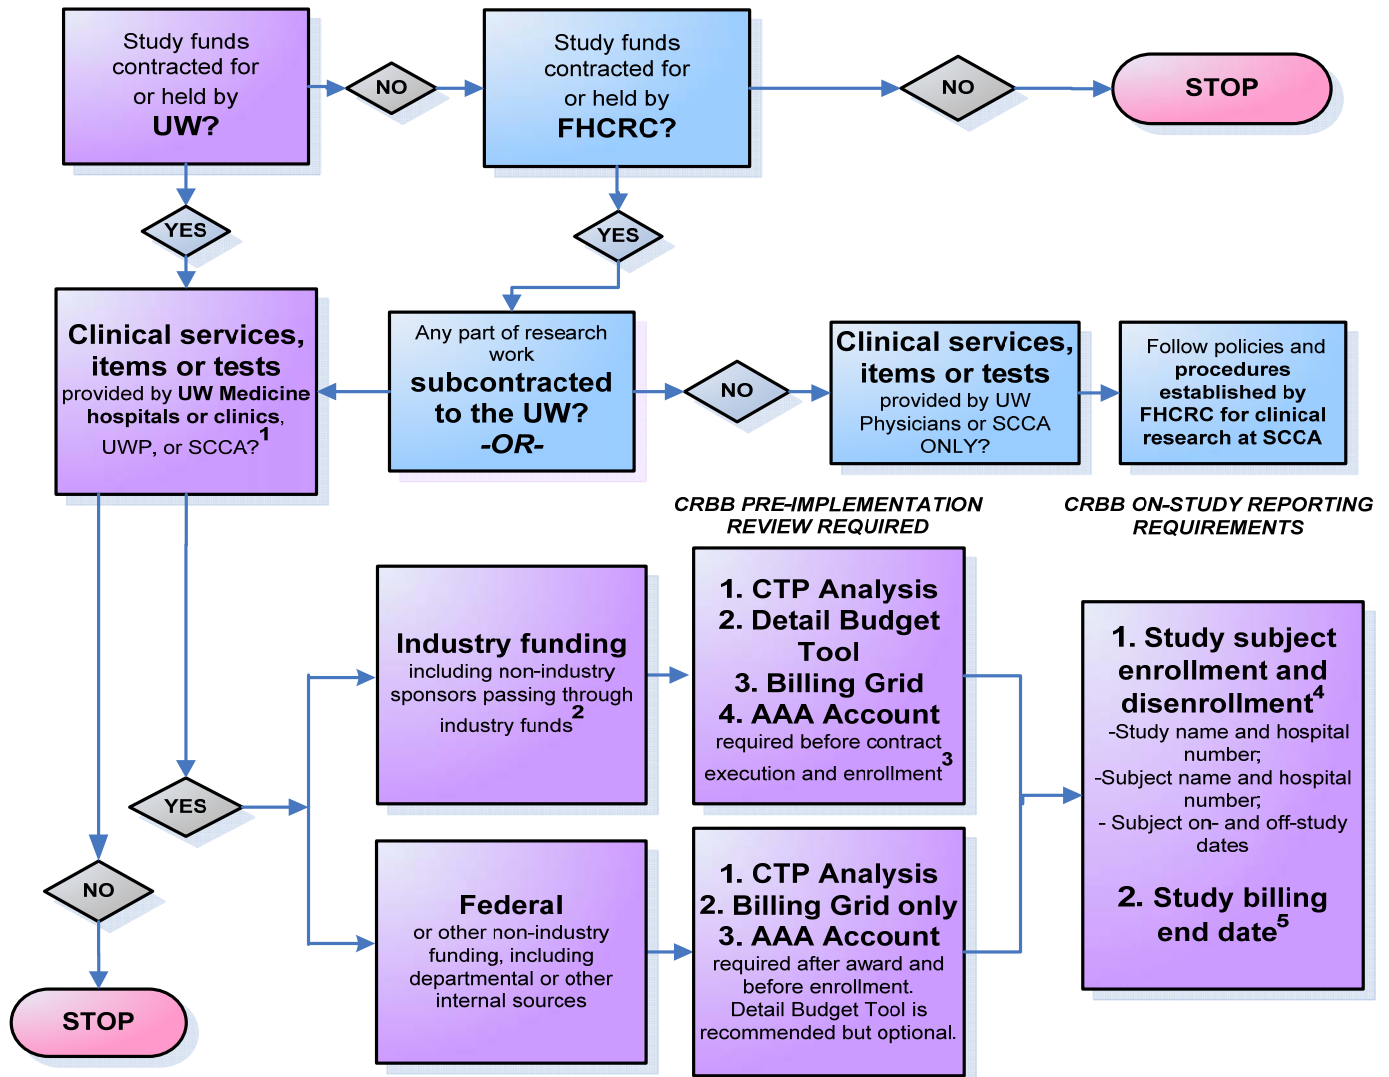 Study funds
contracted for
or held by
UW?
NO
Study funds
contracted for
or held by
FHCRC?
NO
STOP
YES
YES
Clinical services,
items or tests
provided by UW Medicine
hospitals or clinics,
UWP, or SCCA?1
Any part of research
work
subcontracted
to the UW?
-OR-
NO
Clinical services,
items or tests
provided by UW
Physicians or SCCA
ONLY?
Follow policies and
procedures
established by
FHCRC for clinical
research at SCCA
CRBB PRE-IMPLEMENTATION
REVIEW REQUIRED
CRBB ON-STUDY REPORTING
REQUIREMENTS
Industry funding
including non-industry
sponsors passing through
industry funds2
1. CTP Analysis
2. Detail Budget
Tool
3. Billing Grid
4. AAA Account
required before contract
execution and enrollment3
1. Study subject
enrollment and
disenrollment4
-Study name and hospital
number;
-Subject name and hospital
number;
- Subject on- and off-study
dates
2. Study billing
end date5
YES
NO
STOP
Federal
or other non-industry
funding, including
departmental or other
internal sources
1. CTP Analysis
2. Billing Grid only
3. AAA Account
required after award and
before enrollment.
Detail Budget Tool is
recommended but optional.